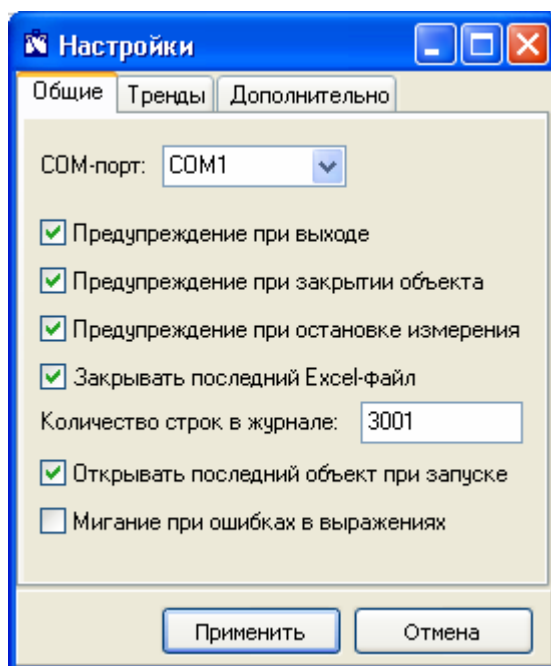 Настройки
Общие Тренды Дополнительно
COM-порт: COM1
Предупреждение при выходе
Предупреждение при закрытии объекта
Предупреждение при остановке измерения
Закрывать последний Excel-файл
Количество строк в журнале: 3001
Открывать последний объект при запуске
Мигание при ошибках в выражениях
Применить Отмена